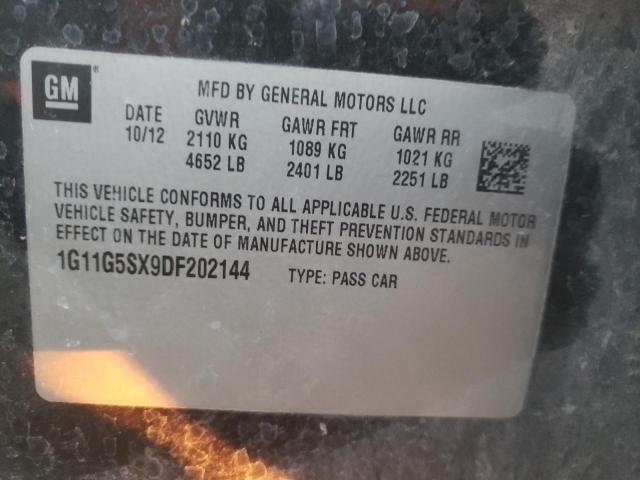 GM®
MFD BY GENERAL MOTORS LLC
DATE GVWR GAWR FRT GAWR RR
10/12 2110 KG 1089 KG 1021 KG
4652 LB 2401 LB 2251 LB
THIS VEHICLE CONFORMS TO ALL APPLICABLE U.S. FEDERAL MOTOR
VEHICLE SAFETY, BUMPER, AND THEFT PREVENTION STANDARDS IN
EFFECT ON THE DATE OF MANUFACTURE SHOWN ABOVE.
1G11G5SX9DF202144 TYPE: PASS CAR